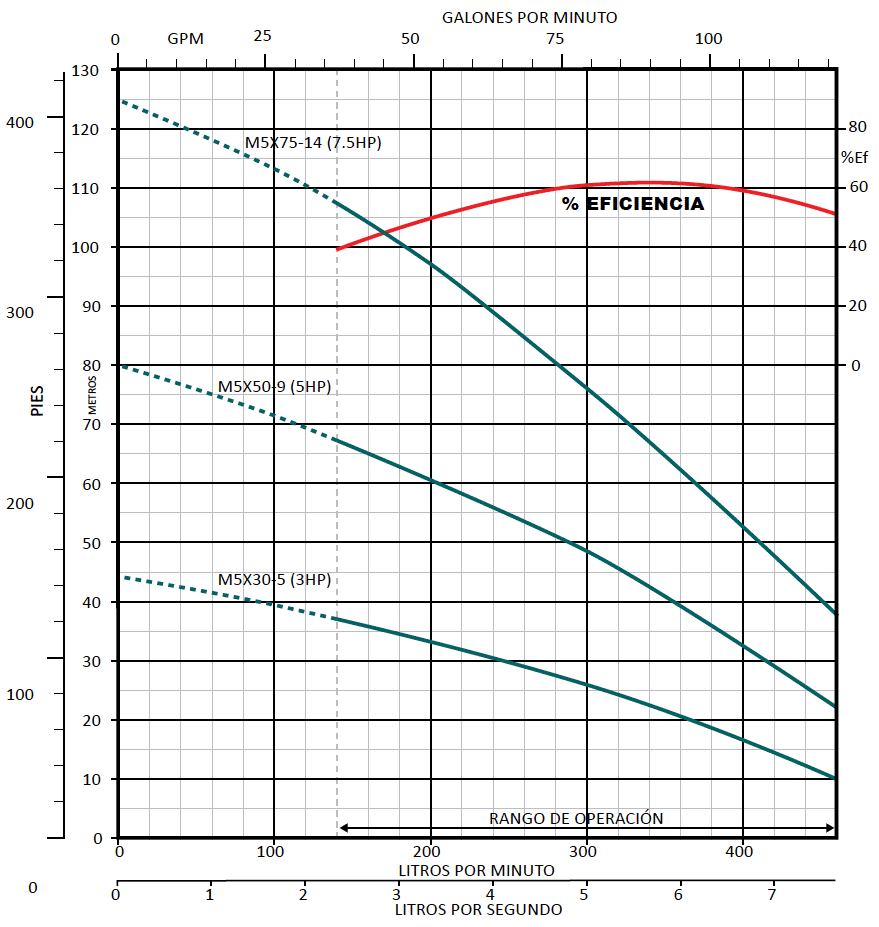 GALONES POR MINUTO
0 GPM 25 50 75 100
130
400
120
80
M5X75-14 (7.5HP)
%Ef
110
60
% EFICIENCIA
100
40
90
20
300
80
0
M5X50-9 (5HP)
PIES
METROS
70
60
200
50
M5X30-5 (3HP)
40
30
100
20
10
RANGO DE OPERACIÓN
0
0 100 200 300 400
LITROS POR MINUTO
0
0 1 2 3 4 5 6 7
LITROS POR SEGUNDO